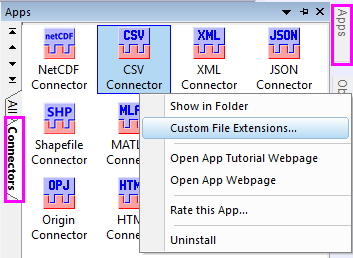 Apps
netCDF
CSV
XML
JSON
NetCDF
Connector
CSV
Connector
XML
Connector
JSON
Connector
SHP
MLF
Shapefile
Connector
MATL
Conn
OPJ
HTM
Origin
Connector
HTM
Conne
Show in Folder
Custom File Extensions...
Open App Tutorial Webpage
Open App Webpage
Rate this App...
Uninstall
All
Connectors
Apps
Ob